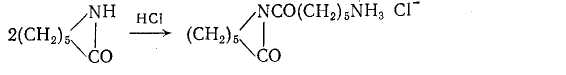 NH HCl NCO(CH₂)₅NH₃ Cl⁻
2(CH₂)₅ (CH₂)₅
CO CO